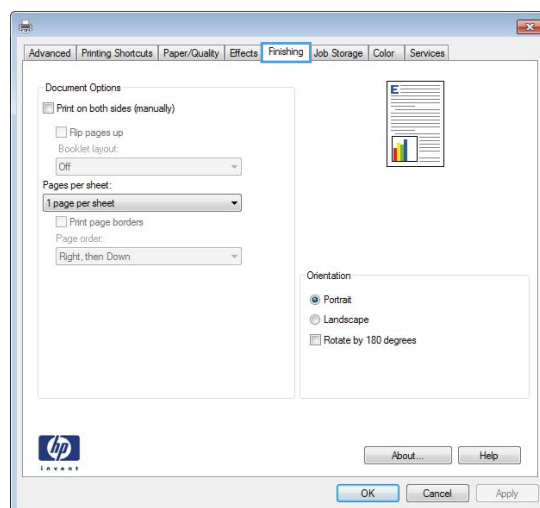 Advanced Printing Shortcuts Paper/Quality Effects Finishing Job Storage Color Services
Document Options
Print on both sides (manually)
Flip pages up
Booklet layout:
Off
Pages per sheet:
1 page per sheet
Print page borders
Page order:
Right, then Down
E
Orientation
Portrait
Landscape
Rotate by 180 degrees
hp
invent
About... Help
OK Cancel Apply